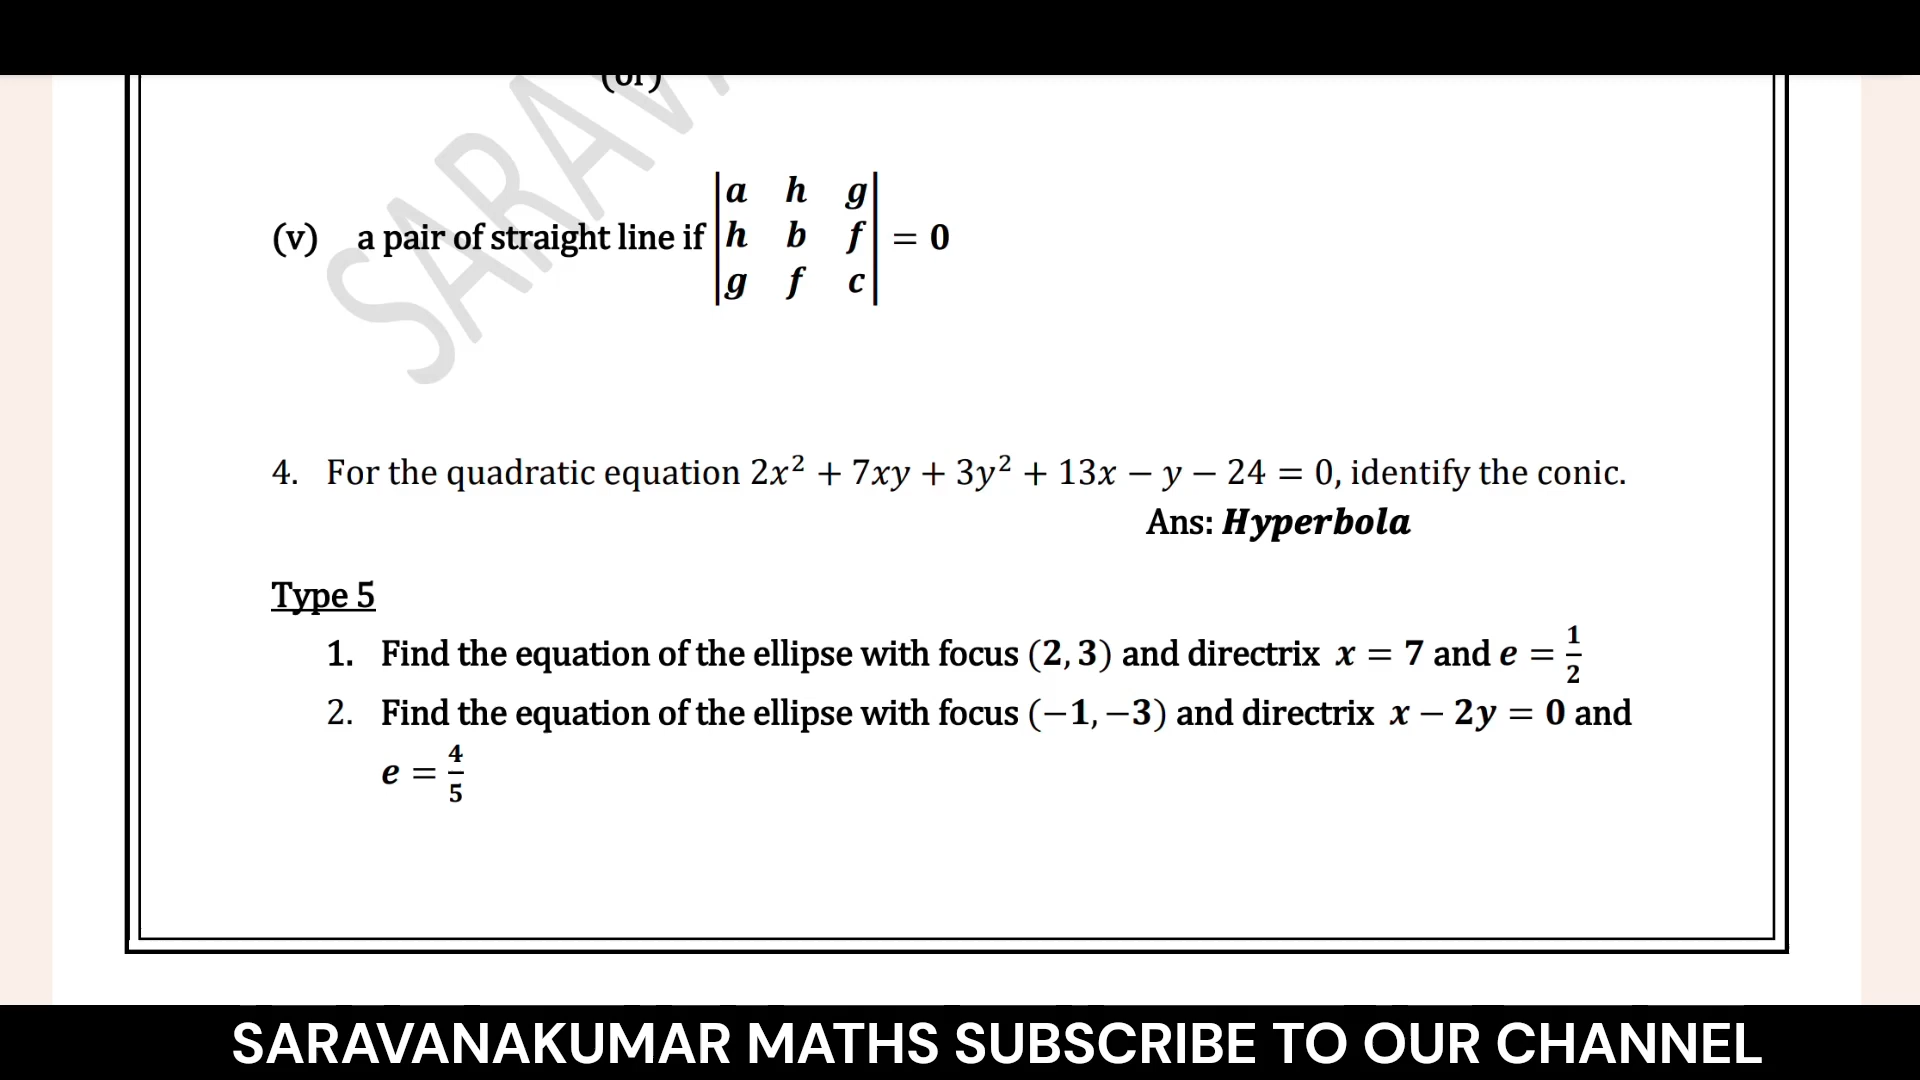 (or)
SARAV
(v) a pair of straight line if |a h g|
|h b f| = 0
|g f c|
4. For the quadratic equation 2x² + 7xy + 3y² + 13x − y − 24 = 0, identify the conic.
Ans: Hyperbola
Type 5
1. Find the equation of the ellipse with focus (2, 3) and directrix x = 7 and e = 1/2
2. Find the equation of the ellipse with focus (−1, −3) and directrix x − 2y = 0 and
e = 4/5
SARAVANAKUMAR MATHS SUBSCRIBE TO OUR CHANNEL